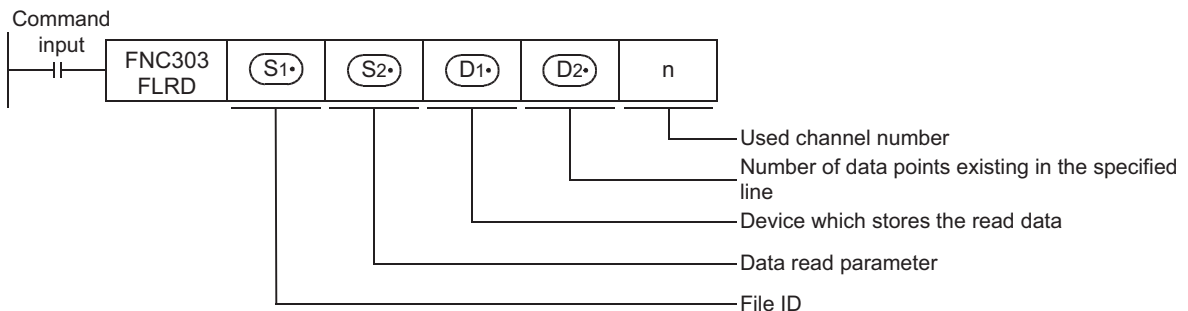 Command
input
FNC303
FLRD
S1•
S2•
D1•
D2•
n
Used channel number
Number of data points existing in the specified
line
Device which stores the read data
Data read parameter
File ID